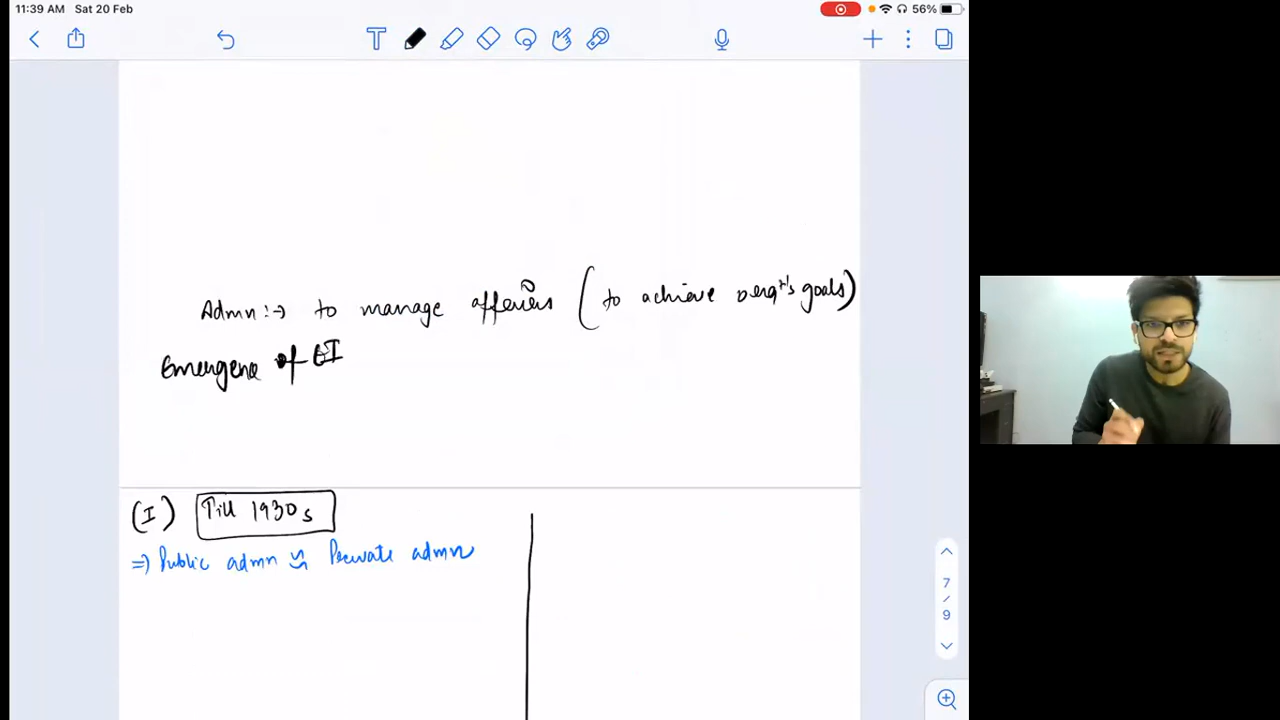 11:39 AM Sat 20 Feb
56%
Admn:→ to manage affairs (to achieve orgn's goals)
Emergence of EI
(I) Till 1930s
⇒ Public admn ≈ Private admn
7
/
9